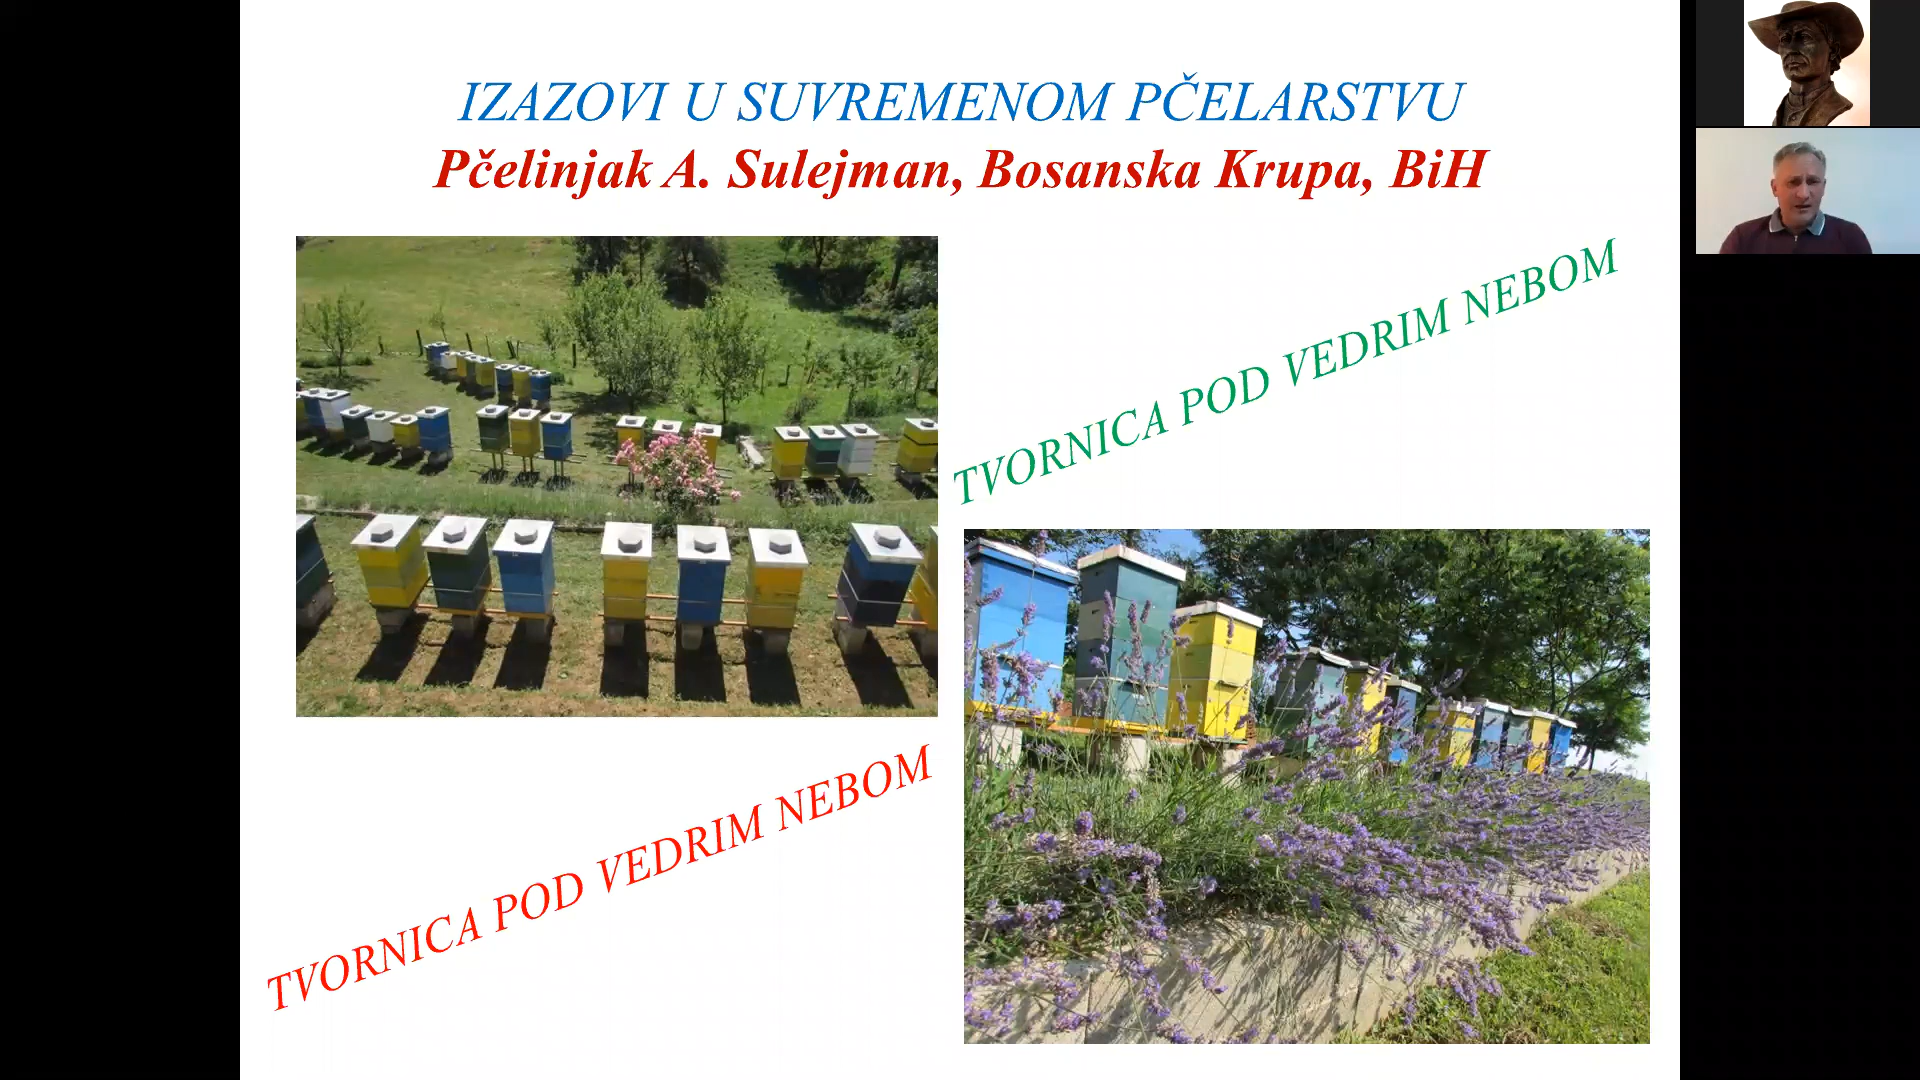 IZAZOVI U SUVREMENOM PČELARSTVU
Pčelinjak A. Sulejman, Bosanska Krupa, BiH
TVORNICA POD VEDRIM NEBOM
TVORNICA POD VEDRIM NEBOM